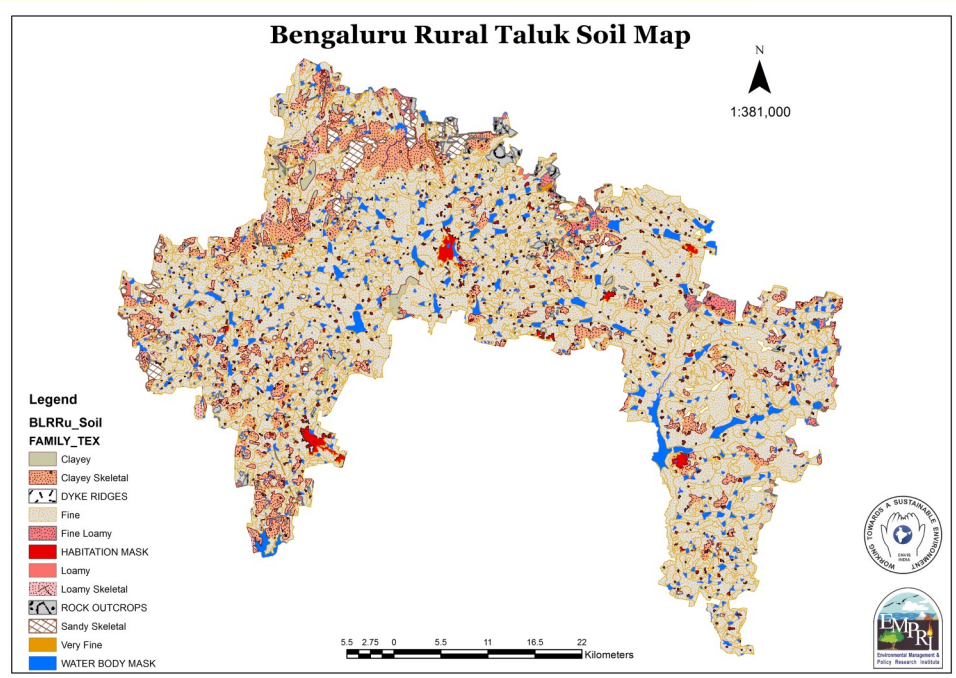 Bengaluru Rural Taluk Soil Map
N
1:381,000
Legend
BLRRu_Soil
FAMILY_TEX
Clayey
Clayey Skeletal
DYKE RIDGES
Fine
Fine Loamy
HABITATION MASK
Loamy
Loamy Skeletal
ROCK OUTCROPS
Sandy Skeletal
Very Fine
WATER BODY MASK
5.5 2.75 0 5.5 11 16.5 22
Kilometers
WORKING TOWARDS A SUSTAINABLE ENVIRONMENT
ENVIS
INDIA
EMPRi
Environmental Management &
Policy Research Institute